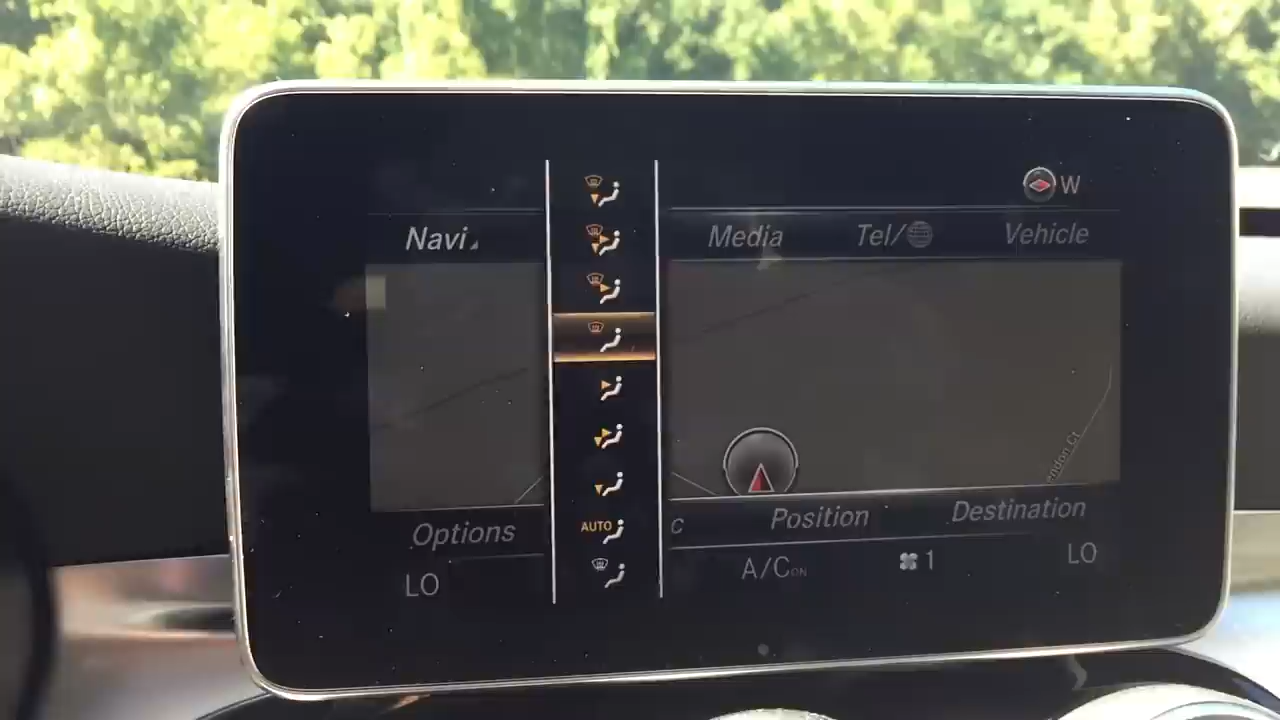 W
Navi Media Tel/ Vehicle
AUTO
Options C Position Destination
LO A/C ON 1 LO